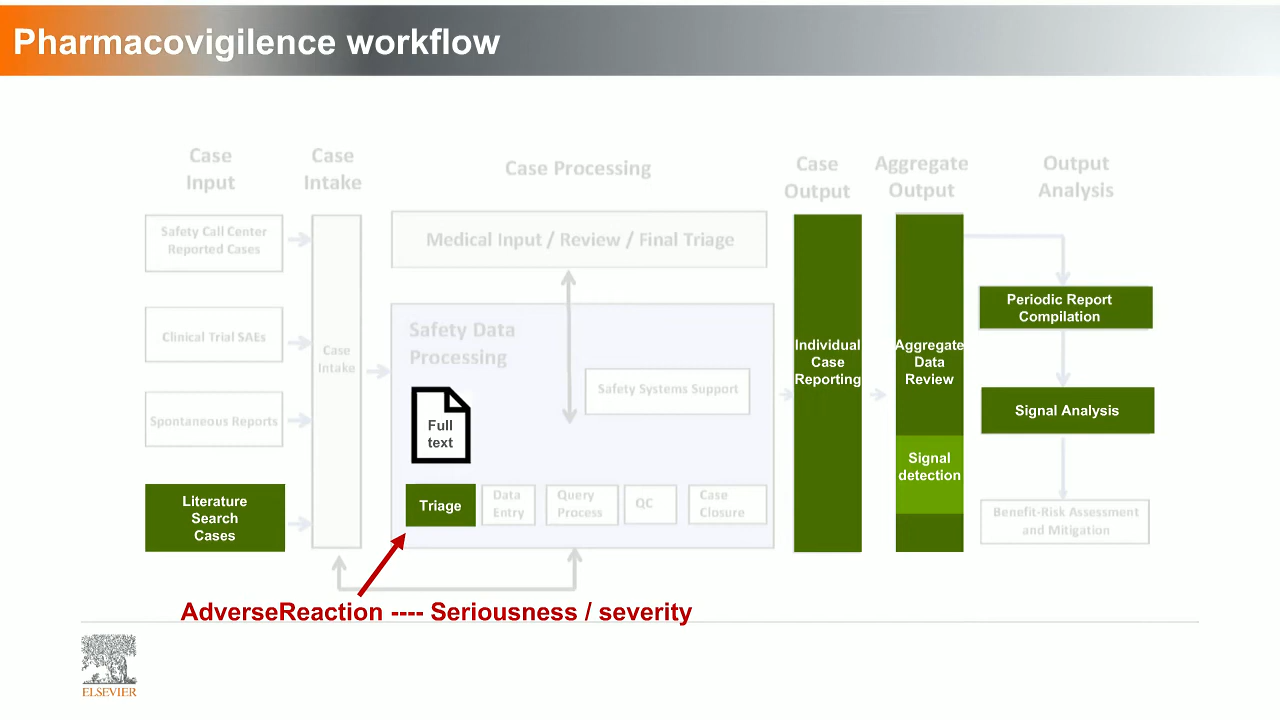 Pharmacovigilence workflow
Case
Input
Case
Intake
Case Processing
Case
Output
Aggregate
Output
Output
Analysis
Safety Call Center
Reported Cases
Clinical Trial SAEs
Spontaneous Reports
Literature
Search
Cases
Case
Intake
Medical Input / Review / Final Triage
Safety Data
Processing
Safety Systems Support
Full
text
Triage
Data
Entry
Query
Process
QC
Case
Closure
Individual
Case
Reporting
Aggregate
Data
Review
Signal
detection
Periodic Report
Compilation
Signal Analysis
Benefit-Risk Assessment
and Mitigation
AdverseReaction ---- Seriousness / severity
ELSEVIER